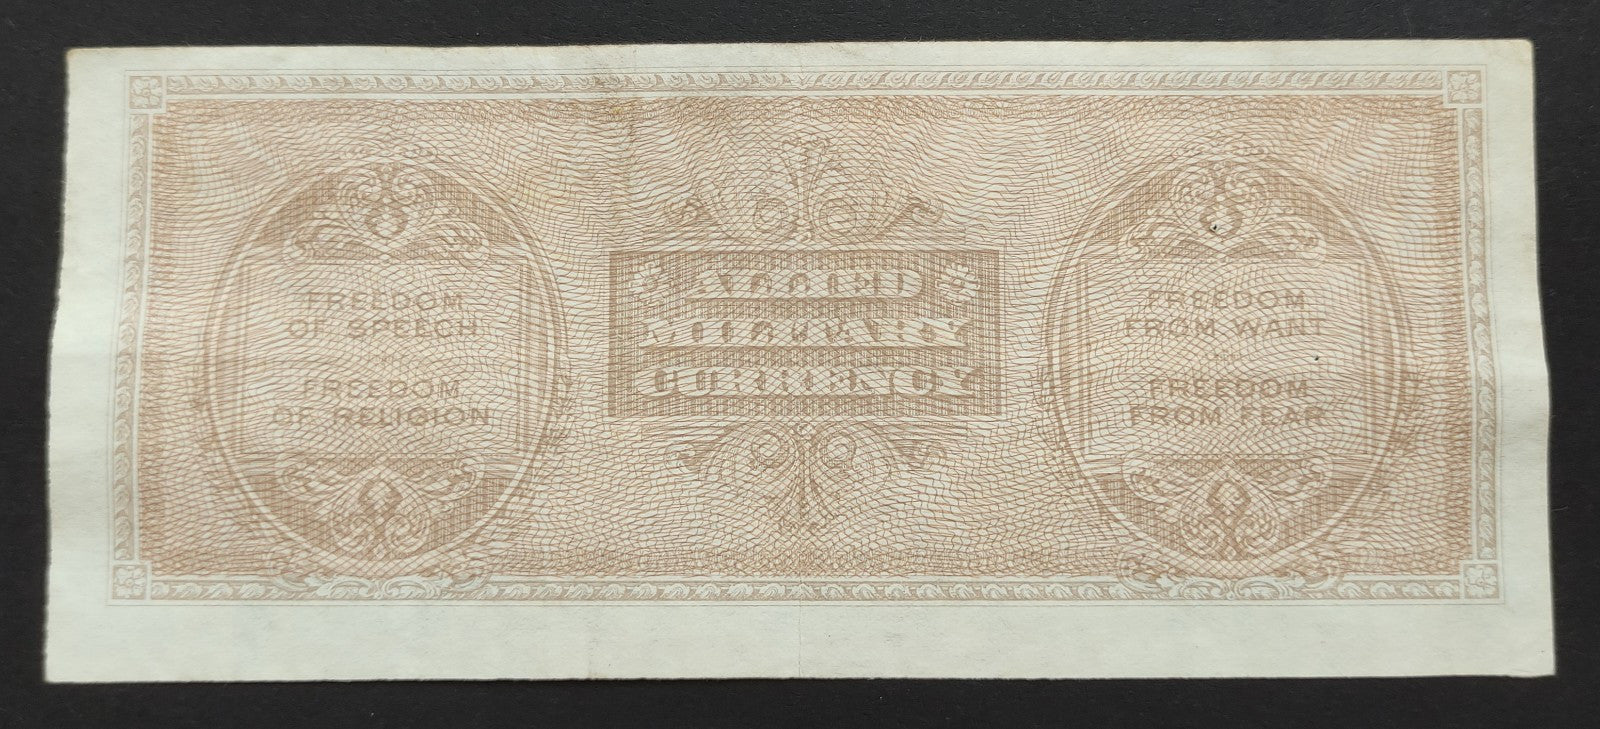 FREEDOM
OF SPEECH
FREEDOM
OF RELIGION
ALLIED
MILITARY
CURRENCY
FREEDOM
FROM WANT
FREEDOM
FROM FEAR